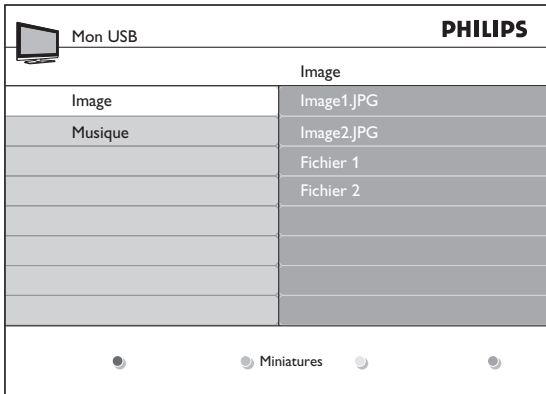 Mon USB
PHILIPS
Image
Image
Image1.JPG
Musique
Image2.JPG
Fichier 1
Fichier 2
Miniatures